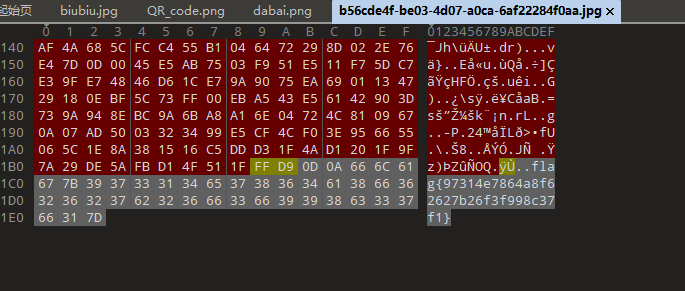 起始页 biubiu.jpg QR_code.png dabai.png b56cde4f-be03-4d07-a0ca-6af22284f0aa.jpg ×
0 1 2 3 4 5 6 7 8 9 A B C D E F 0123456789ABCDEF
140 AF 4A 68 5C FC C4 55 B1 04 64 72 29 8D 02 2E 76 ¯Jh\üÄU±.dr)...v
150 E4 7D 0D 00 45 E5 AB 75 03 F9 51 E5 11 F7 5D C7 ä}..Eå«u.ùQå.÷]Ç
160 E3 9F E7 48 46 D6 1C E7 9A 90 75 EA 69 01 13 47 ãŸçHFÖ.çš.uêi..G
170 29 18 0E BF 5C 73 FF 00 EB A5 43 E5 61 42 90 3D )..¿\sÿ.ë¥CåaB.=
180 73 9A 94 8E BC 9A 6B A8 A1 6E 04 72 4C 81 09 67 sš”Ž¼šk¨¡n.rL..g
190 0A 07 AD 50 03 32 34 99 E5 CF 4C F0 3E 95 66 55 ..-P.24™åÏLð>•fU
1A0 06 5C 1E 8A 38 15 16 C5 DD D3 1F 4A D1 20 1F 9F .\.Š8..ÅÝÓ.JÑ .Ÿ
1B0 7A 29 DE 5A FB D1 4F 51 1F FF D9 0D 0A 66 6C 61 z)ÞZûÑOQ.ÿÙ..fla
1C0 67 7B 39 37 33 31 34 65 37 38 36 34 61 38 66 36 g{97314e7864a8f6
1D0 32 36 32 37 62 32 36 66 33 66 39 39 38 63 33 37 2627b26f3f998c37
1E0 66 31 7D f1}